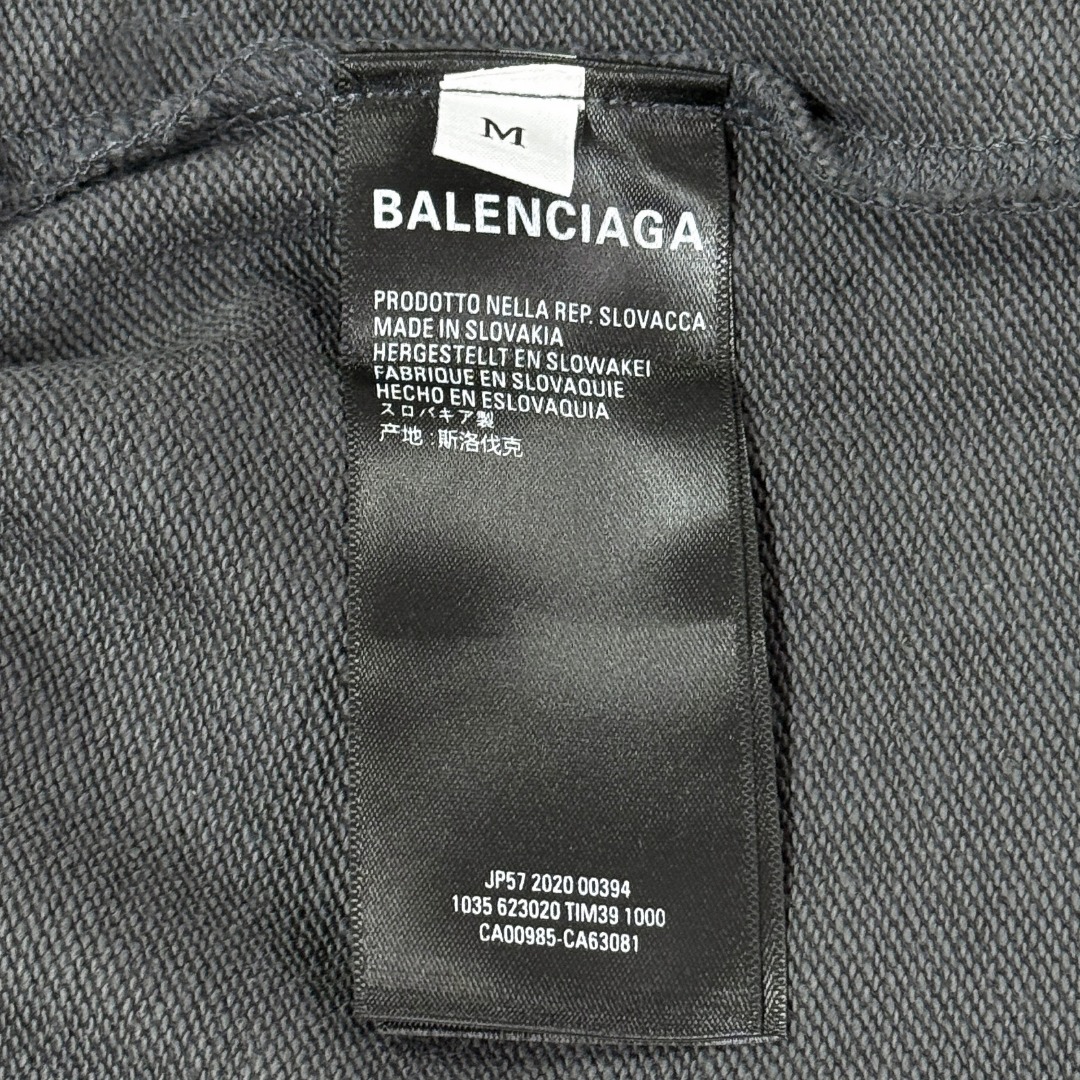 M
BALENCIAGA
PRODOTTO NELLA REP. SLOVACCA
MADE IN SLOVAKIA
HERGESTELLT EN SLOWAKEI
FABRIQUE EN SLOVAQUIE
HECHO EN ESLOVAQUIA
スロバキア製
产地:斯洛伐克
JP57 2020 00394
1035 623020 TIM39 1000
CA00985-CA63081